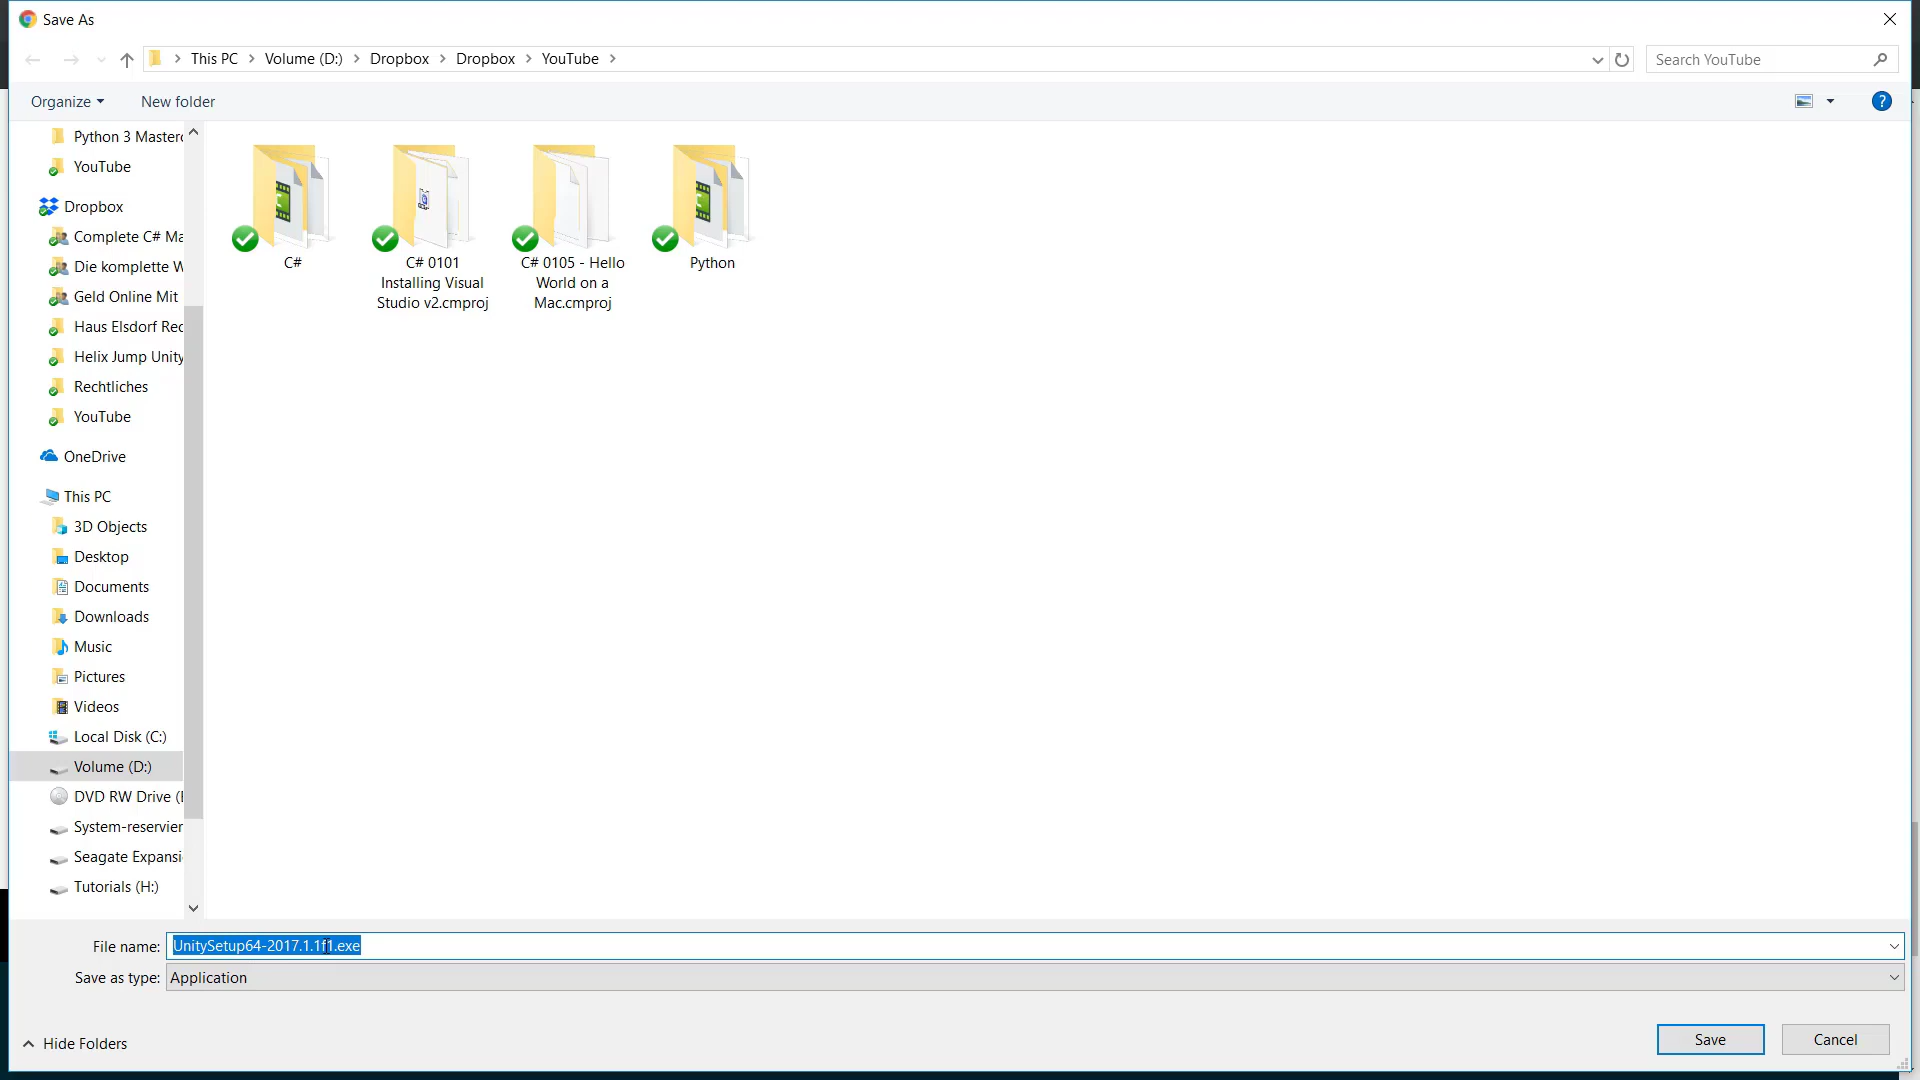 Save As
This PC
Volume (D:)
Dropbox
Dropbox
YouTube
Search YouTube
Organize
New folder
Python 3 Masterc
YouTube
Dropbox
Complete C# Ma
Die komplette W
Geld Online Mit
Haus Elsdorf Rec
Helix Jump Unity
Rechtliches
YouTube
OneDrive
This PC
3D Objects
Desktop
Documents
Downloads
Music
Pictures
Videos
Local Disk (C:)
Volume (D:)
DVD RW Drive (
System-reservier
Seagate Expansi
Tutorials (H:)
C#
C# 0101
Installing Visual
Studio v2.cmproj
C# 0105 - Hello
World on a
Mac.cmproj
Python
File name:
UnitySetup64-2017.1.1f1.exe
Save as type:
Application
Hide Folders
Save
Cancel